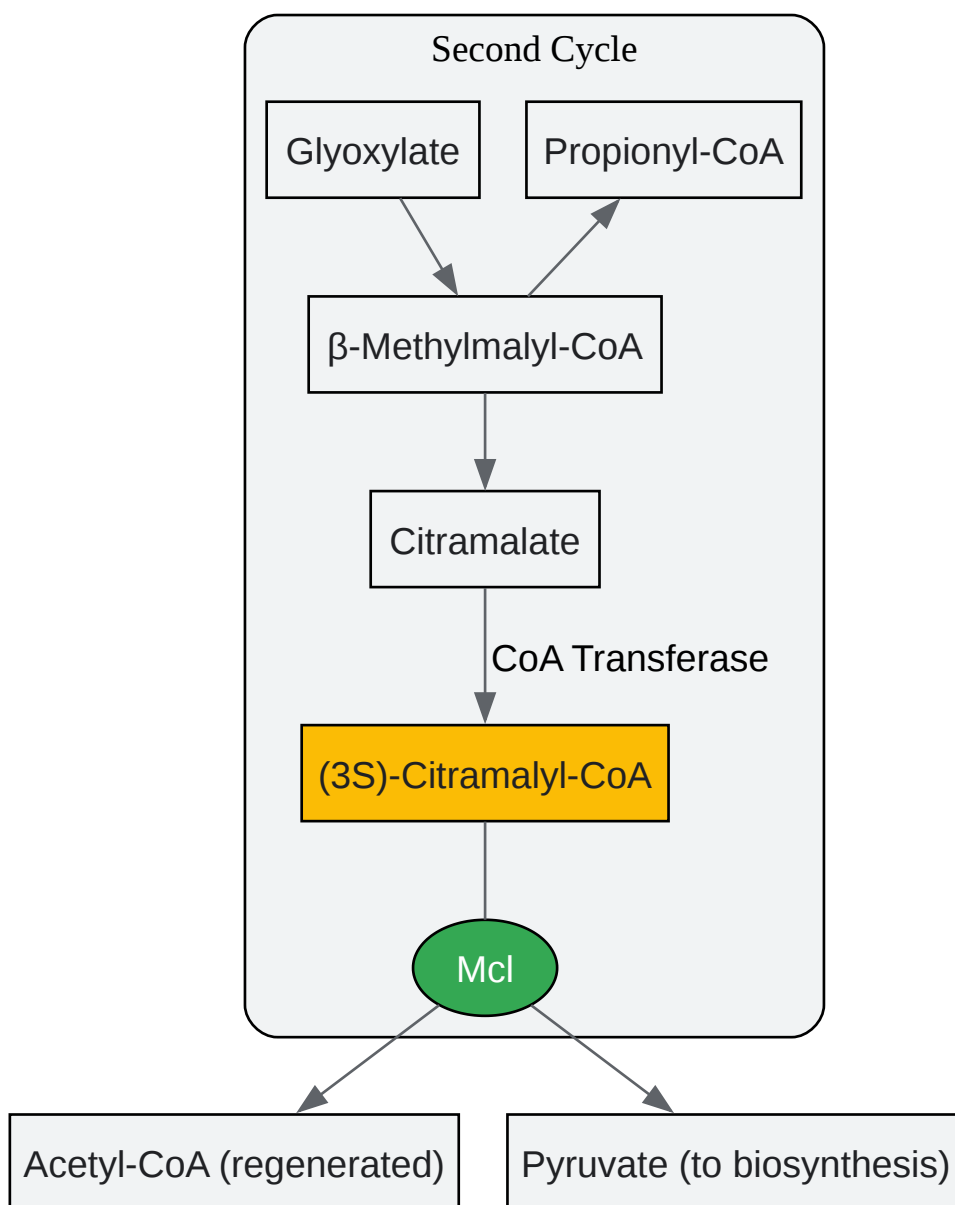 Second Cycle
Glyoxylate
Propionyl-CoA
β-Methylmalyl-CoA
Citramalate
CoA Transferase
(3S)-Citramalyl-CoA
Mcl
Acetyl-CoA (regenerated)
Pyruvate (to biosynthesis)